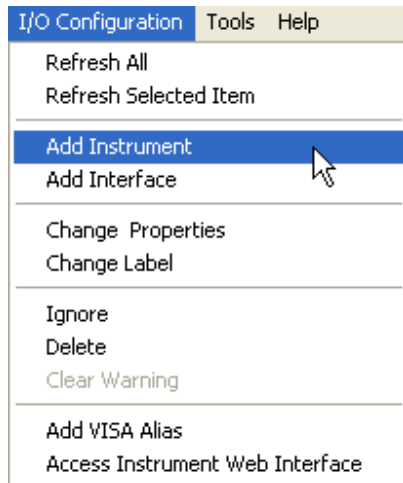 I/O Configuration Tools Help
Refresh All
Refresh Selected Item
Add Instrument
Add Interface
Change Properties
Change Label
Ignore
Delete
Clear Warning
Add VISA Alias
Access Instrument Web Interface